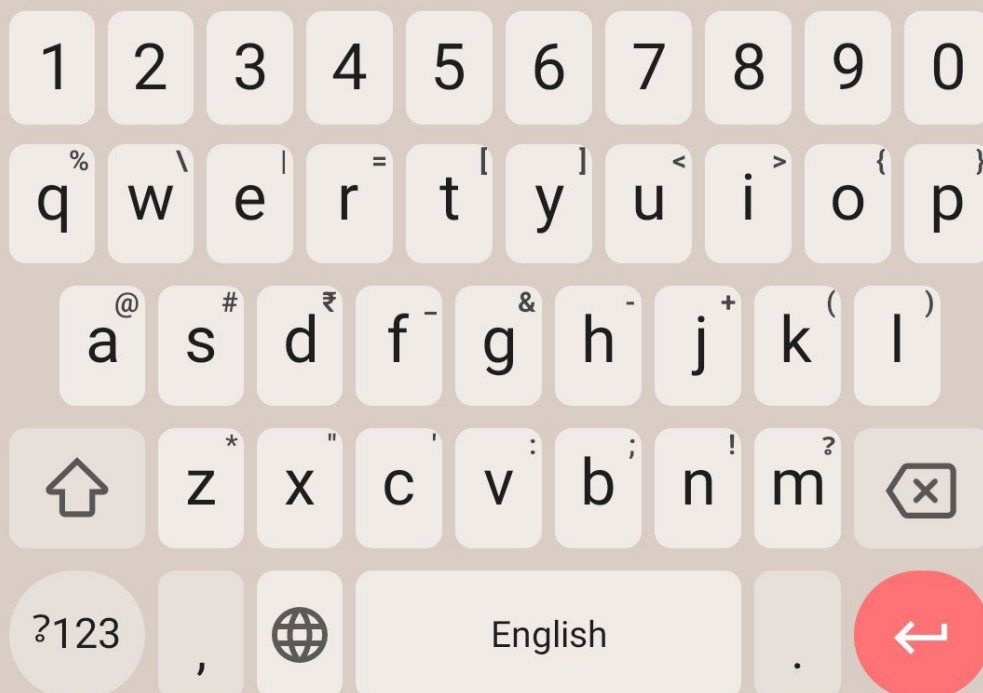 1 2 3 4 5 6 7 8 9 0
% \ | = [ ] < > { }
q w e r t y u i o p
@ # ₹ _ & - + ( )
a s d f g h j k l
* " ' : ; ! ?
z x c v b n m
?123 , English .